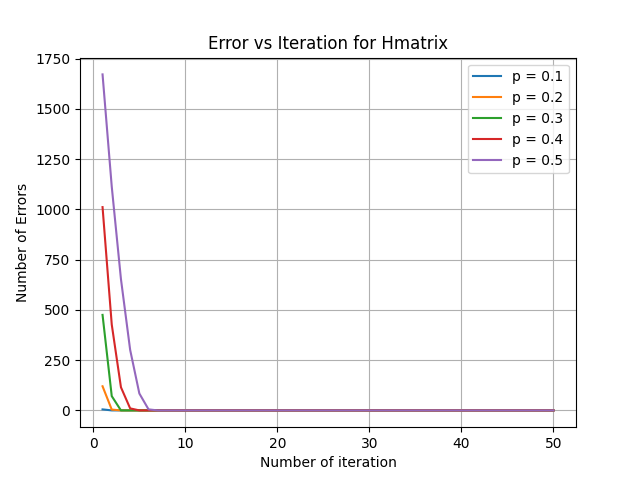 Error vs Iteration for Hmatrix
Number of Errors
1750
1500
1250
1000
750
500
250
0
0 10 20 30 40 50
Number of iteration
p = 0.1
p = 0.2
p = 0.3
p = 0.4
p = 0.5